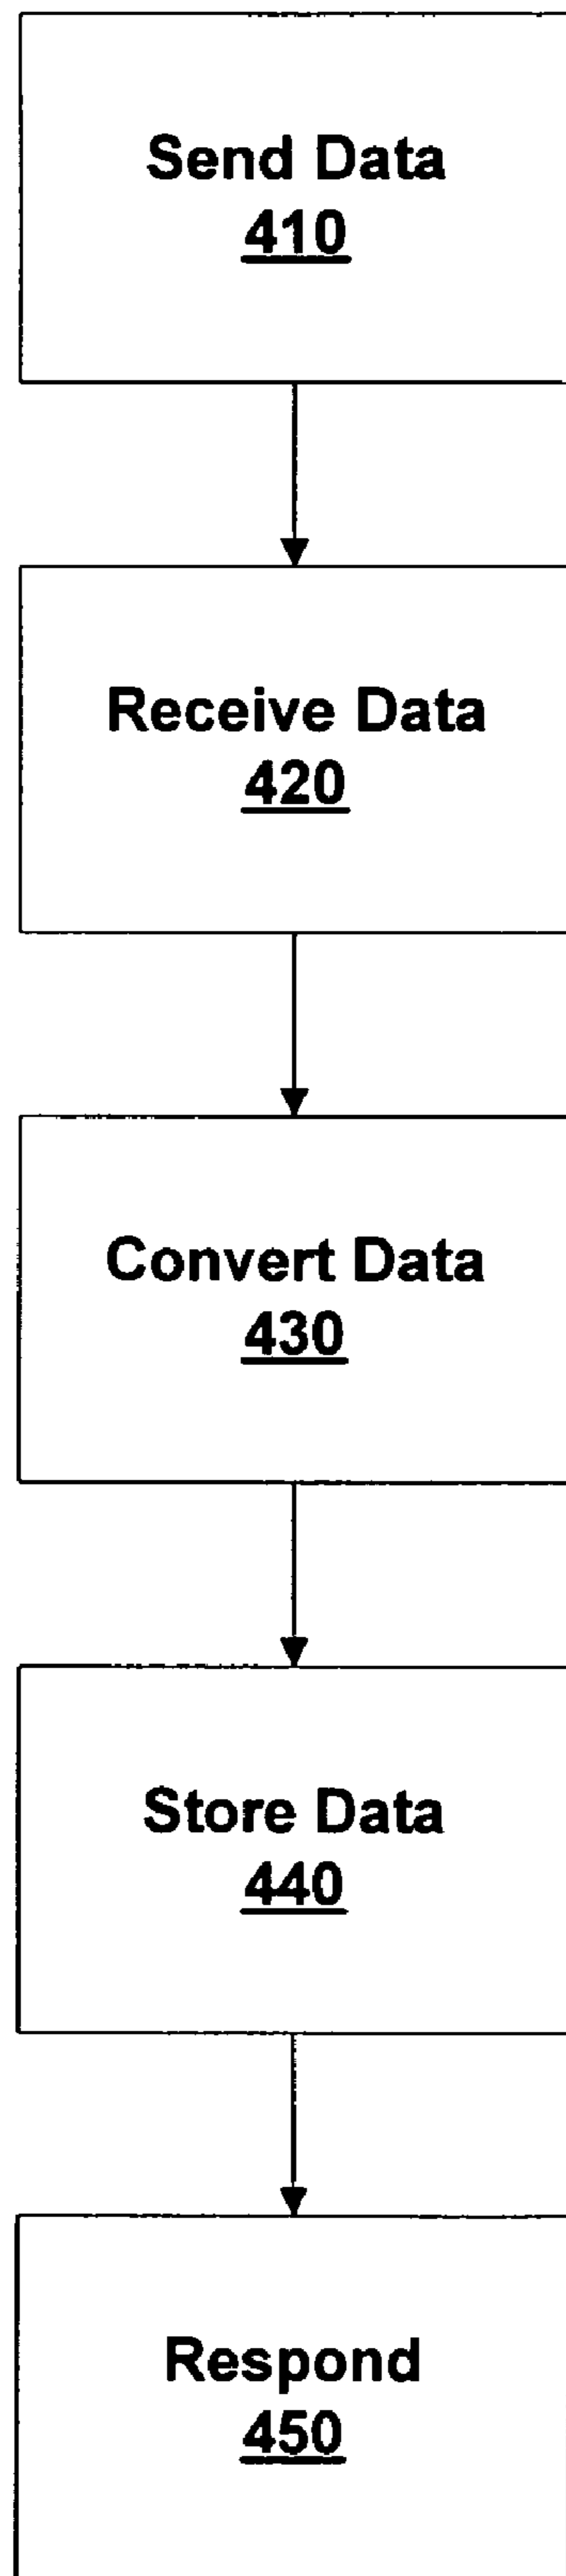 Send Data
410
Receive Data
420
Convert Data
430
Store Data
440
Respond
450